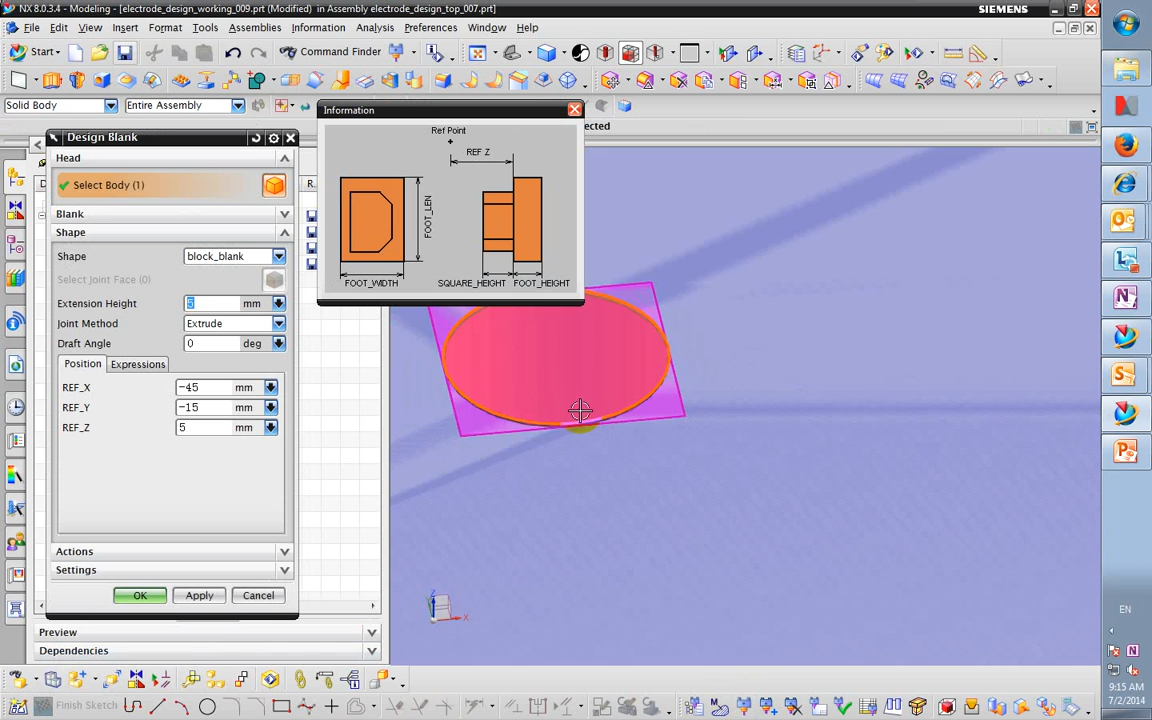 NX 8.0.3.4 - Modeling - [electrode_design_working_009.prt (Modified)  in Assembly electrode_design_top_007.prt]
SIEMENS
File Edit View Insert Format Tools Assemblies Information Analysis Preferences Window Help
Start Command Finder
Solid Body Entire Assembly
Information
ected
Design Blank
Head
Select Body (1)
Blank
Shape
Shape block_blank
Select Joint Face (0)
Extension Height 5 mm
Joint Method Extrude
Draft Angle 0 deg
Position Expressions
REF_X -45 mm
REF_Y -15 mm
REF_Z 5 mm
Actions
Settings
OK Apply Cancel
Preview
Dependencies
R.
Ref Point
REF Z
FOOT_LEN
FOOT_WIDTH
SQUARE_HEIGHT FOOT_HEIGHT
Z
X
Finish Sketch
EN
9:15 AM
7/2/2014